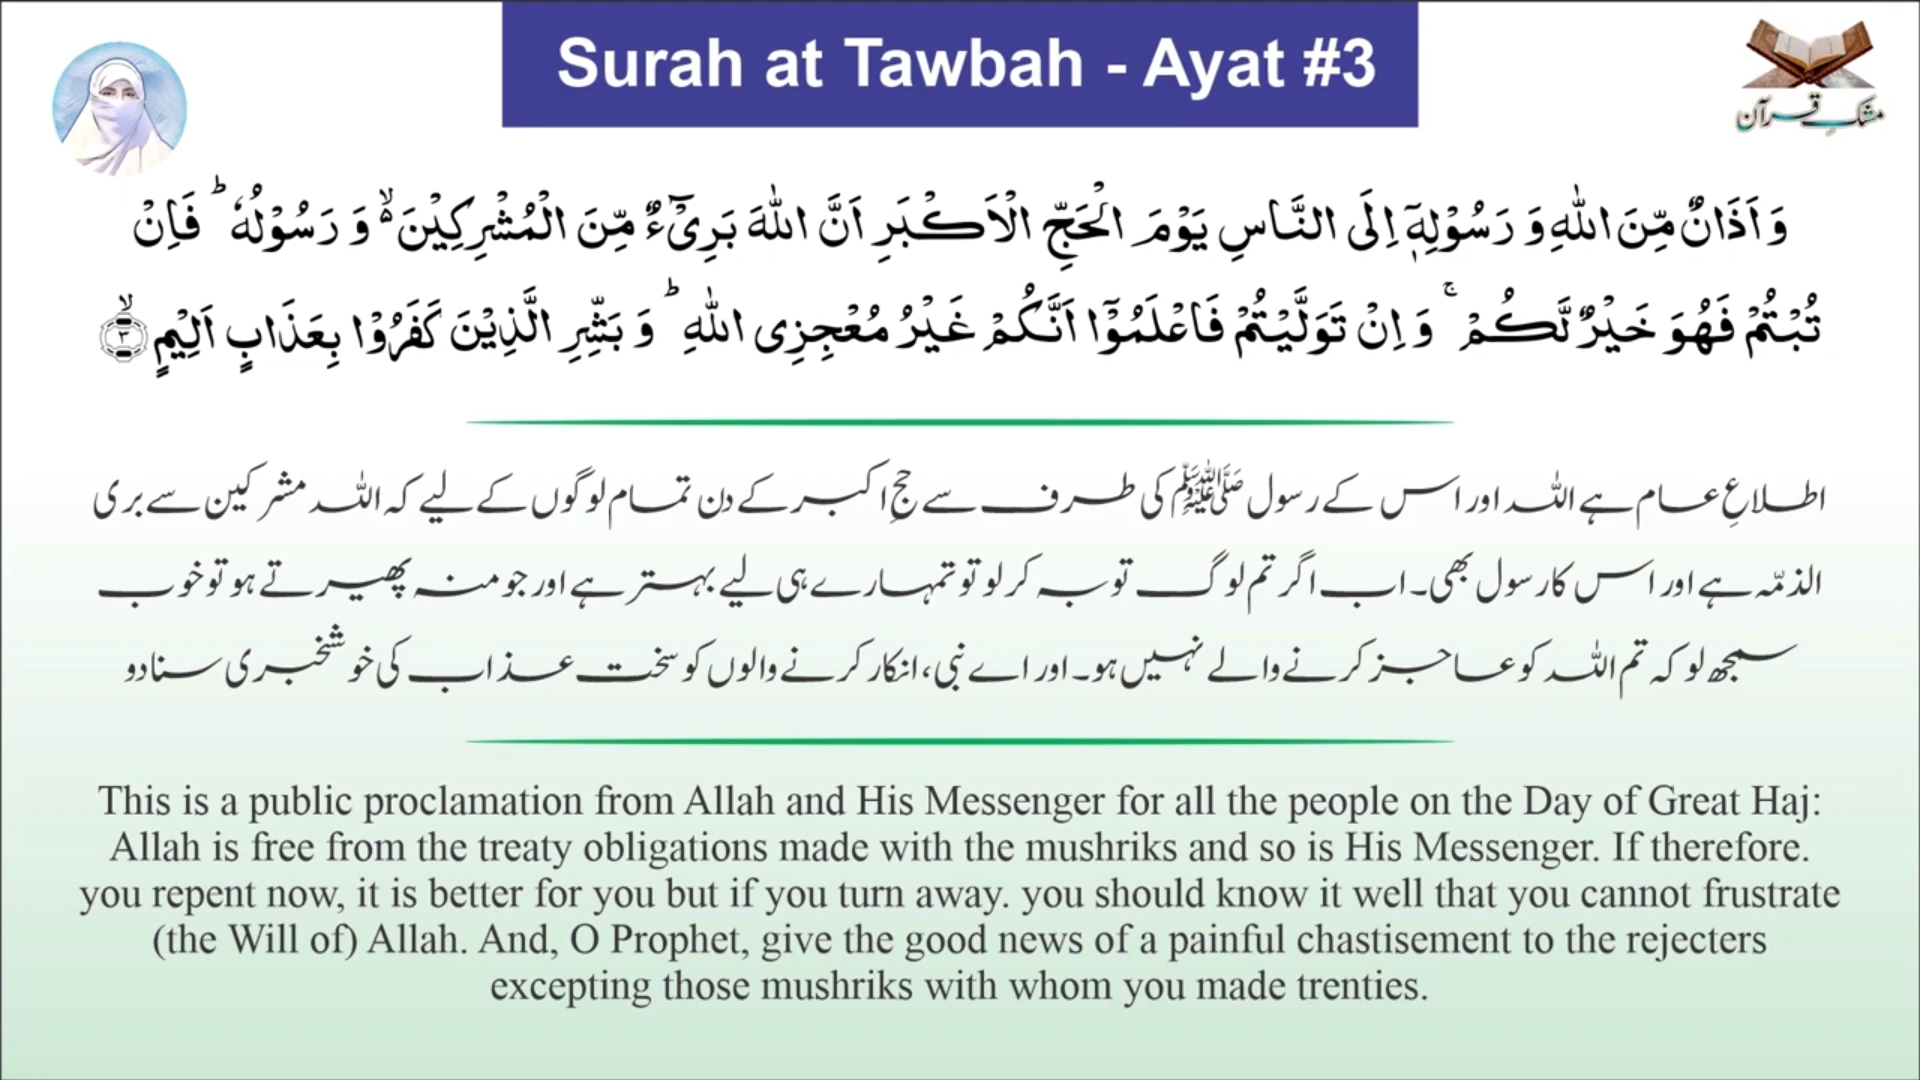 Surah at Tawbah - Ayat #3
مشکِ قرآن
وَ اَذَانٌ مِّنَ اللّٰهِ وَ رَسُوْلِهٖۤ اِلَى النَّاسِ يَوْمَ الْحَجِّ الْاَكْبَرِ اَنَّ اللّٰهَ بَرِیْٓءٌ مِّنَ الْمُشْرِكِیْنَ ۙ۬ وَ رَسُوْلُهٗ ؕ فَاِنْ
تُبْتُمْ فَهُوَ خَیْرٌ لَّكُمْ ۚ وَ اِنْ تَوَلَّیْتُمْ فَاعْلَمُوْۤا اَنَّكُمْ غَیْرُ مُعْجِزِی اللّٰهِ ؕ وَ بَشِّرِ الَّذِیْنَ كَفَرُوْا بِعَذَابٍ اَلِیْمٍ ۙ۝۳
اطلاعِ عام ہے اللہ اور اس کے رسول ﷺ کی طرف سے حجِ اکبر کے دن تمام لوگوں کے لیے کہ اللہ مشرکین سے بری
الذمّہ ہے اور اس کا رسول بھی۔ اب اگر تم لوگ توبہ کر لو تو تمہارے ہی لیے بہتر ہے اور جو منہ پھیرتے ہو تو خوب
سمجھ لو کہ تم اللہ کو عاجز کرنے والے نہیں ہو۔ اور اے نبی، انکار کرنے والوں کو سخت عذاب کی خوشخبری سنا دو
This is a public proclamation from Allah and His Messenger for all the people on the Day of Great Haj:
Allah is free from the treaty obligations made with the mushriks and so is His Messenger. If therefore.
you repent now, it is better for you but if you turn away. you should know it well that you cannot frustrate
(the Will of) Allah. And, O Prophet, give the good news of a painful chastisement to the rejecters
excepting those mushriks with whom you made trenties.